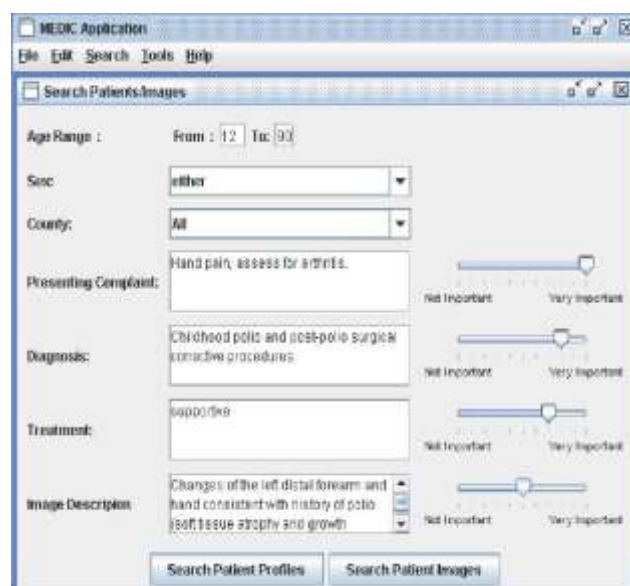 MEDIC Application
File Edit Search Tools Help
Search Patients/Images
Age Range : From : 12 To: 90
Sex: either
County: All
Presenting Complaint: Hand pain, assess for arthritis.
Not Important Very Important
Diagnosis: Childhood polio and post-polio surgical
corrective procedures
Not Important Very Important
Treatment: supportive
Not Important Very Important
Image Descripion Changes of the left distal forearm and
hand consistent with history of polio
(soft tissue atrophy and growth
Not Important Very Important
Search Patient Profiles Search Patient Images